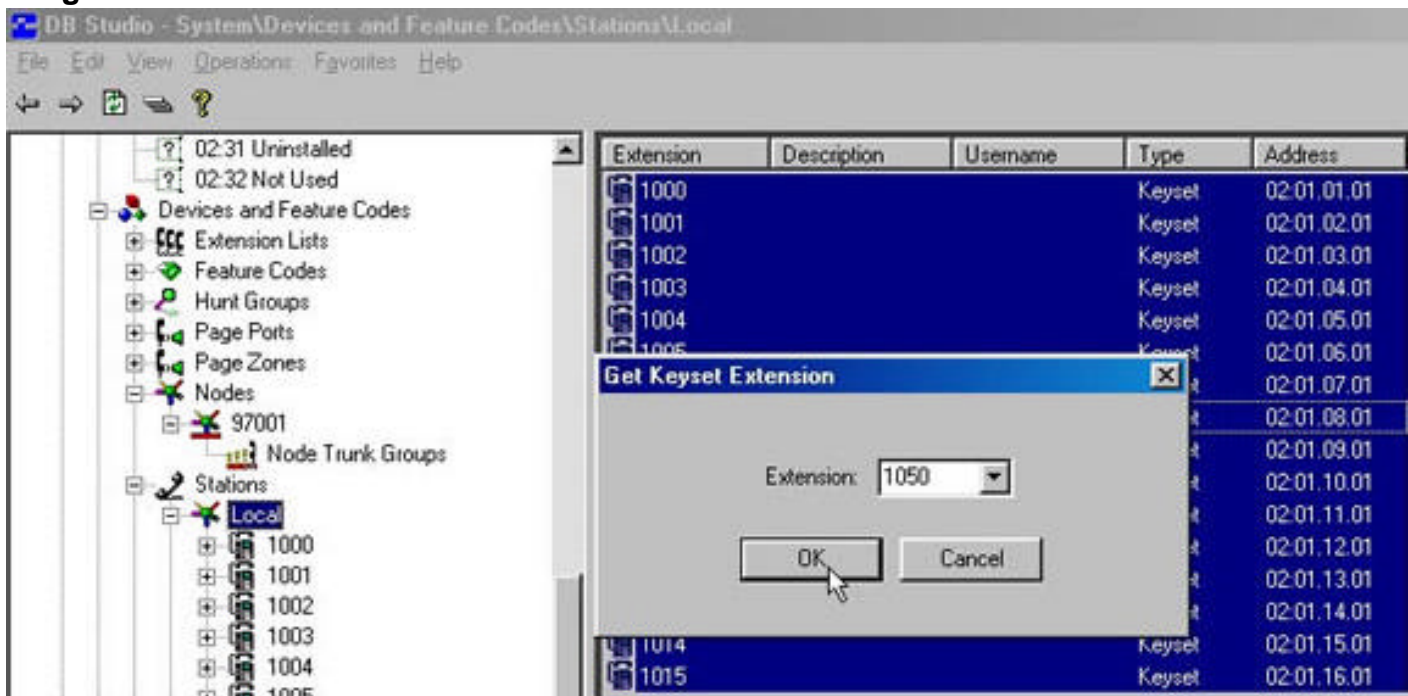 DB Studio - System\Devices and Feature Codes\Stations\Local
File Edit View Operations Favorites Help
02:31 Uninstalled
02:32 Not Used
Devices and Feature Codes
Extension Lists
Feature Codes
Hunt Groups
Page Ports
Page Zones
Nodes
97001
Node Trunk Groups
Stations
Local
1000
1001
1002
1003
1004
1005
Extension Description Username Type Address
1000 Keyset 02:01.01.01
1001 Keyset 02:01.02.01
1002 Keyset 02:01.03.01
1003 Keyset 02:01.04.01
1004 Keyset 02:01.05.01
1005 Keyset 02:01.06.01
02:01.07.01
02:01.08.01
02:01.09.01
02:01.10.01
02:01.11.01
02:01.12.01
02:01.13.01
02:01.14.01
1014 Keyset 02:01.15.01
1015 Keyset 02:01.16.01
Get Keyset Extension
Extension: 1050
OK Cancel